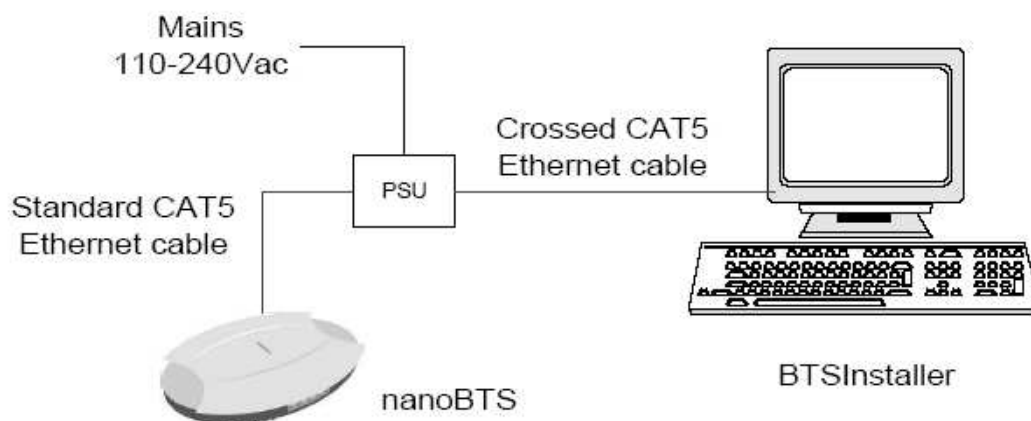 Mains
110-240Vac
Crossed CAT5
Ethernet cable
PSU
Standard CAT5
Ethernet cable
BTSInstaller
nanoBTS